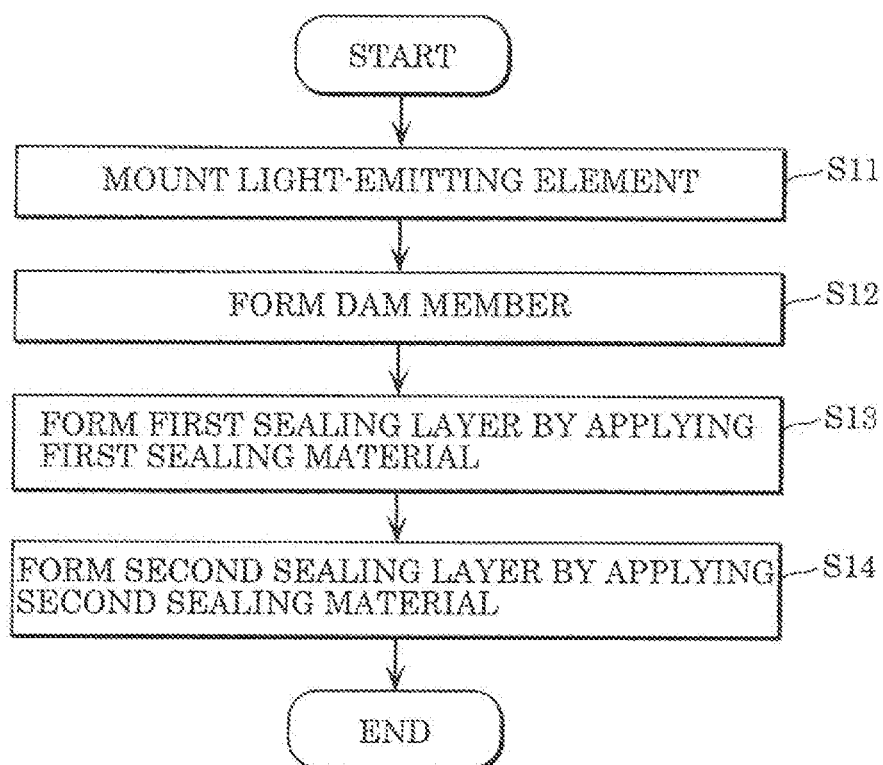 START
MOUNT LIGHT-EMITTING ELEMENT
S11
FORM DAM MEMBER
S12
FORM FIRST SEALING LAYER BY APPLYING
FIRST SEALING MATERIAL
S13
FORM SECOND SEALING LAYER BY APPLYING
SECOND SEALING MATERIAL
S14
END